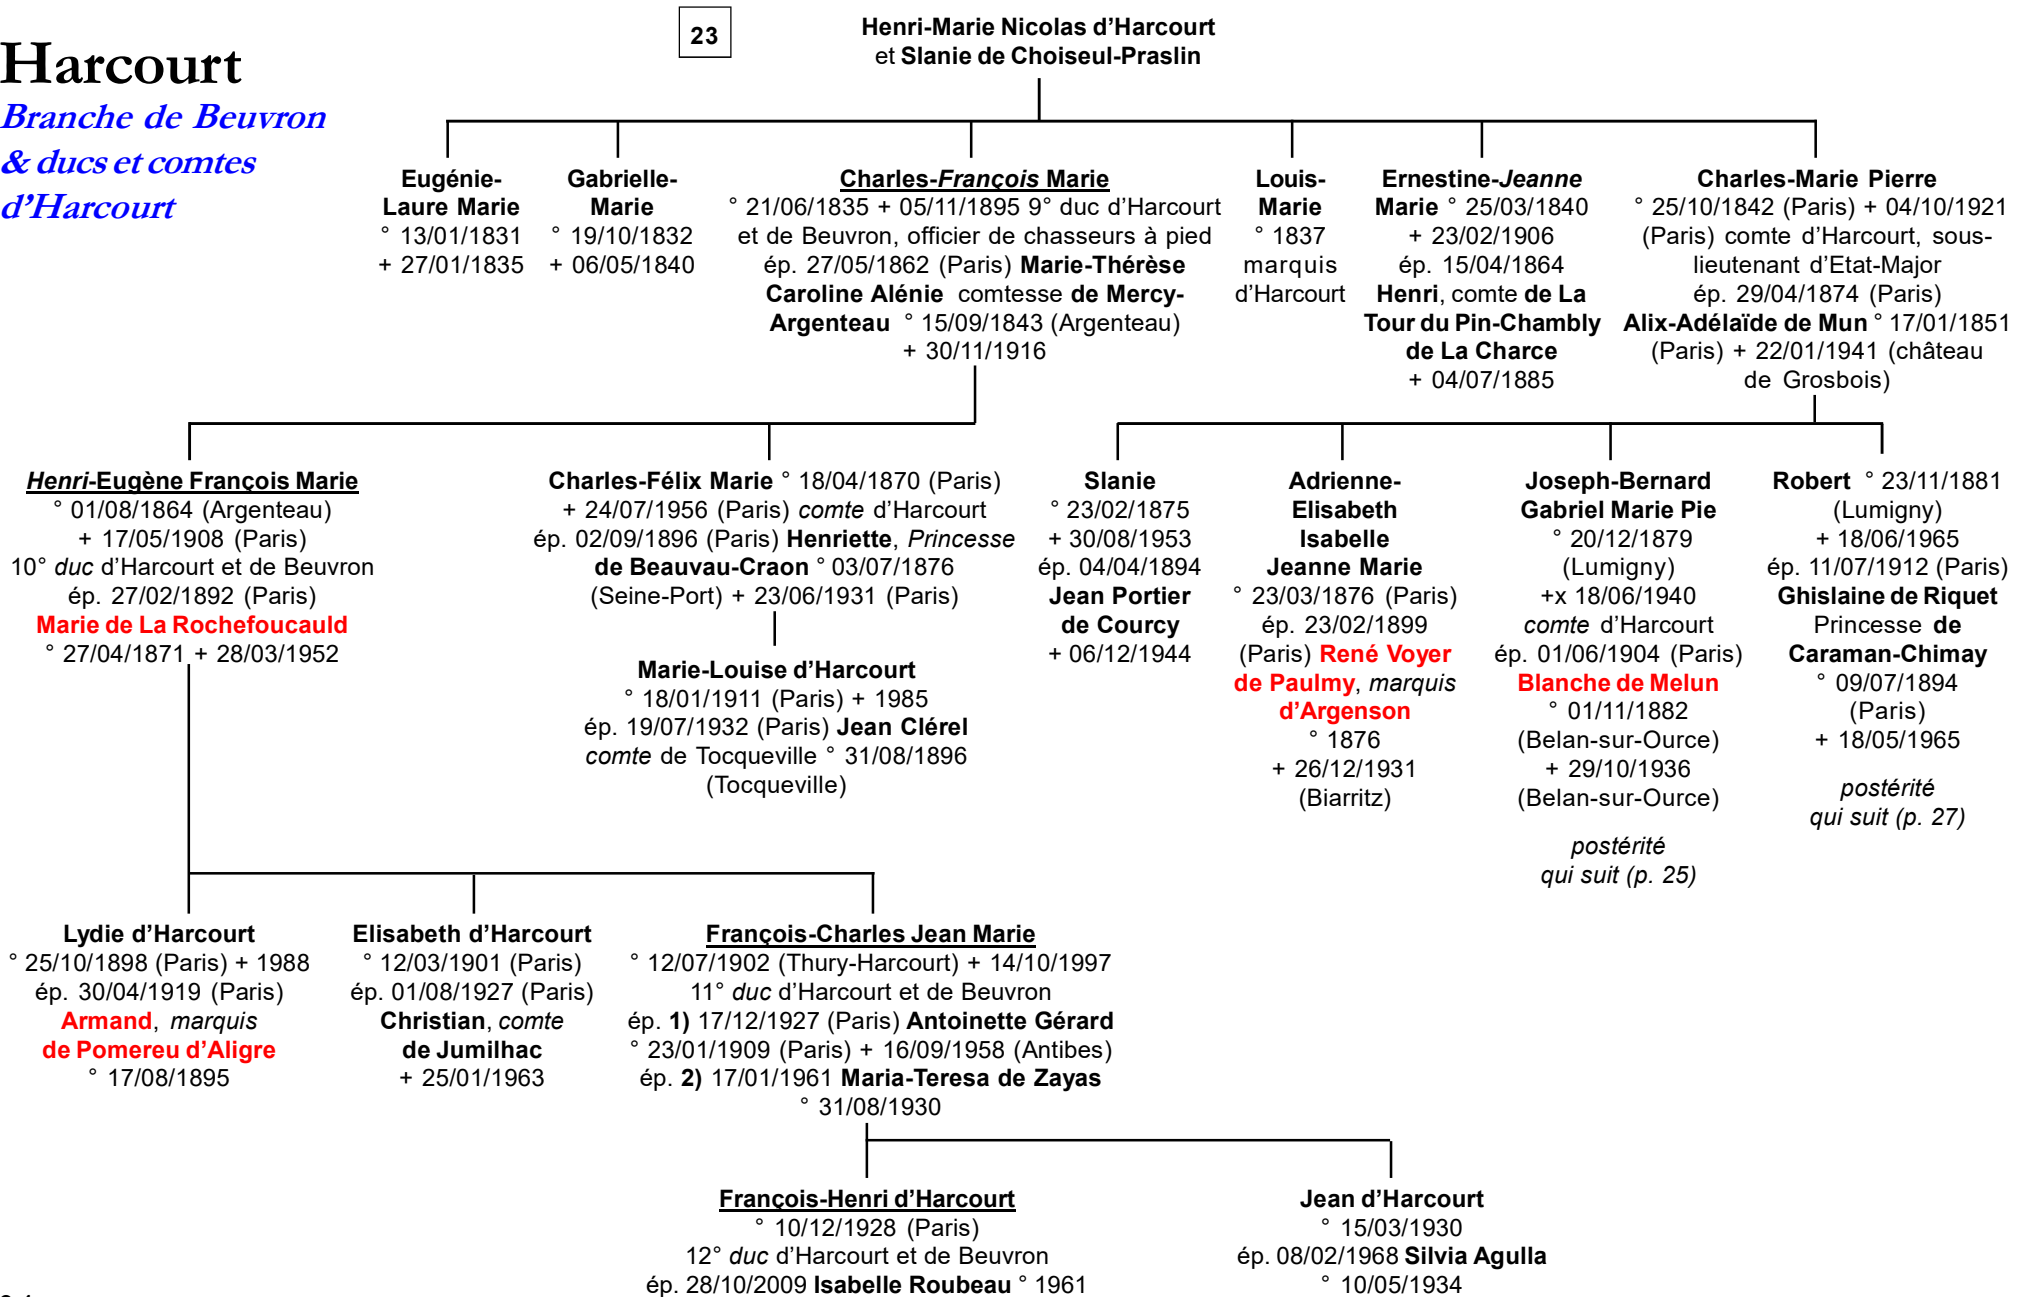 Harcourt
Branche de Beuvron
& ducs et comtes
d’Harcourt
23
Henri-Marie Nicolas d’Harcourt
et Slanie de Choiseul-Praslin
Eugénie-
Laure Marie
° 13/01/1831
+ 27/01/1835
Gabrielle-
Marie
° 19/10/1832
+ 06/05/1840
Charles-François Marie
° 21/06/1835 + 05/11/1895 9° duc d’Harcourt
et de Beuvron, officier de chasseurs à pied
ép. 27/05/1862 (Paris) Marie-Thérèse
Caroline Alénie comtesse de Mercy-
Argenteau ° 15/09/1843 (Argenteau)
+ 30/11/1916
Louis-
Marie
° 1837
marquis
d’Harcourt
Ernestine-Jeanne
Marie ° 25/03/1840
+ 23/02/1906
ép. 15/04/1864
Henri, comte de La
Tour du Pin-Chambly
de La Charce
+ 04/07/1885
Charles-Marie Pierre
° 25/10/1842 (Paris) + 04/10/1921
(Paris) comte d’Harcourt, sous-
lieutenant d’Etat-Major
ép. 29/04/1874 (Paris)
Alix-Adélaïde de Mun ° 17/01/1851
(Paris) + 22/01/1941 (château
de Grosbois)
Henri-Eugène François Marie
° 01/08/1864 (Argenteau)
+ 17/05/1908 (Paris)
10° duc d’Harcourt et de Beuvron
ép. 27/02/1892 (Paris)
Marie de La Rochefoucauld
° 27/04/1871 + 28/03/1952
Charles-Félix Marie ° 18/04/1870 (Paris)
+ 24/07/1956 (Paris) comte d’Harcourt
ép. 02/09/1896 (Paris) Henriette, Princesse
de Beauvau-Craon ° 03/07/1876
(Seine-Port) + 23/06/1931 (Paris)
Marie-Louise d’Harcourt
° 18/01/1911 (Paris) + 1985
ép. 19/07/1932 (Paris) Jean Clérel
comte de Tocqueville ° 31/08/1896
(Tocqueville)
Slanie
° 23/02/1875
+ 30/08/1953
ép. 04/04/1894
Jean Portier
de Courcy
+ 06/12/1944
Adrienne-
Elisabeth
Isabelle
Jeanne Marie
° 23/03/1876 (Paris)
ép. 23/02/1899
(Paris) René Voyer
de Paulmy, marquis
d’Argenson
° 1876
+ 26/12/1931
(Biarritz)
Joseph-Bernard
Gabriel Marie Pie
° 20/12/1879
(Lumigny)
+x 18/06/1940
comte d’Harcourt
ép. 01/06/1904 (Paris)
Blanche de Melun
° 01/11/1882
(Belan-sur-Ource)
+ 29/10/1936
(Belan-sur-Ource)
postérité
qui suit (p. 25)
Robert ° 23/11/1881
(Lumigny)
+ 18/06/1965
ép. 11/07/1912 (Paris)
Ghislaine de Riquet
Princesse de
Caraman-Chimay
° 09/07/1894
(Paris)
+ 18/05/1965
postérité
qui suit (p. 27)
Lydie d’Harcourt
° 25/10/1898 (Paris) + 1988
ép. 30/04/1919 (Paris)
Armand, marquis
de Pomereu d’Aligre
° 17/08/1895
Elisabeth d’Harcourt
° 12/03/1901 (Paris)
ép. 01/08/1927 (Paris)
Christian, comte
de Jumilhac
+ 25/01/1963
François-Charles Jean Marie
° 12/07/1902 (Thury-Harcourt) + 14/10/1997
11° duc d’Harcourt et de Beuvron
ép. 1) 17/12/1927 (Paris) Antoinette Gérard
° 23/01/1909 (Paris) + 16/09/1958 (Antibes)
ép. 2) 17/01/1961 Maria-Teresa de Zayas
° 31/08/1930
François-Henri d’Harcourt
° 10/12/1928 (Paris)
12° duc d’Harcourt et de Beuvron
ép. 28/10/2009 Isabelle Roubeau ° 1961
Jean d’Harcourt
° 15/03/1930
ép. 08/02/1968 Silvia Agulla
° 10/05/1934